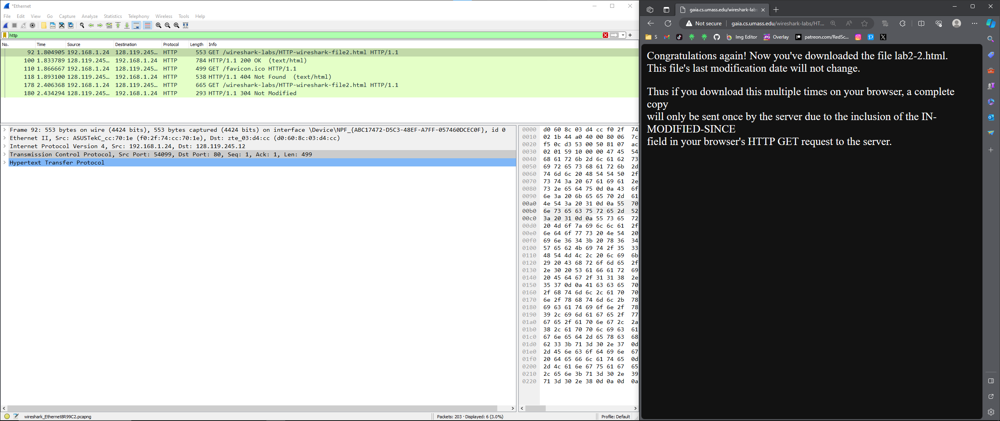 *Ethernet
File Edit View Go Capture Analyze Statistics Telephony Wireless Tools Help
http
No. Time Source Destination Protocol Length Info
92 1.804905 192.168.1.24 128.119.245… HTTP 553 GET /wireshark-labs/HTTP-wireshark-file2.html HTTP/1.1
100 1.833789 128.119.245… 192.168.1.24 HTTP 784 HTTP/1.1 200 OK (text/html)
110 1.866667 192.168.1.24 128.119.245… HTTP 499 GET /favicon.ico HTTP/1.1
118 1.893100 128.119.245… 192.168.1.24 HTTP 538 HTTP/1.1 404 Not Found (text/html)
178 2.406368 192.168.1.24 128.119.245… HTTP 665 GET /wireshark-labs/HTTP-wireshark-file2.html HTTP/1.1
180 2.434294 128.119.245… 192.168.1.24 HTTP 293 HTTP/1.1 304 Not Modified
Frame 92: 553 bytes on wire (4424 bits), 553 bytes captured (4424 bits) on interface \Device\NPF_{ABC17472-D5C3-48EF-A7FF-057460DCEC0F}, id 0
Ethernet II, Src: ASUSTekC_cc:70:1e (f0:2f:74:cc:70:1e), Dst: zte_03:d4:cc (d0:60:8c:03:d4:cc)
Internet Protocol Version 4, Src: 192.168.1.24, Dst: 128.119.245.12
Transmission Control Protocol, Src Port: 54099, Dst Port: 80, Seq: 1, Ack: 1, Len: 499
Hypertext Transfer Protocol
0000 d0 60 8c 03 d4 cc f0 2f 74
0010 02 1b 44 a0 40 00 80 06 7c
0020 f5 0c d3 53 00 50 81 07 ac
0030 02 01 59 10 00 00 47 45 54
0040 68 61 72 6b 2d 6c 61 62 73
0050 69 72 65 73 68 61 72 6b 2d
0060 74 6d 6c 20 48 54 54 50 2f
0070 73 74 3a 20 67 61 69 61 2e
0080 73 2e 65 64 75 0d 0a 43 6f
0090 6e 3a 20 6b 65 65 70 2d 61
00a0 4e 54 3a 20 31 0d 0a 55 70
00b0 6e 73 65 63 75 72 65 2d 52
00c0 3a 20 31 0d 0a 55 73 65 72
00d0 20 4d 6f 7a 69 6c 6c 61 2f
00e0 6e 64 6f 77 73 20 4e 54 20
00f0 69 6e 36 34 3b 20 78 36 34
0100 57 65 62 4b 69 74 2f 35 33
0110 48 54 4d 4c 2c 20 6c 69 6b
0120 29 20 43 68 72 6f 6d 65 2f
0130 2e 30 20 53 61 66 61 72 69
0140 20 45 64 67 2f 31 31 38 2e
0150 35 37 0d 0a 41 63 63 65 70
0160 2f 68 74 6d 6c 2c 61 70 70
0170 6e 2f 78 68 74 6d 6c 2b 78
0180 69 63 61 74 69 6f 6e 2f 78
0190 39 2c 69 6d 61 67 65 2f 77
01a0 67 65 2f 61 70 6e 67 2c 2a
01b0 38 2c 61 70 70 6c 69 63 61
01c0 67 6e 65 64 2d 65 78 63 68
01d0 62 33 3b 71 3d 30 2e 37 0d
01e0 2d 45 6e 63 6f 64 69 6e 67
01f0 20 64 65 66 6c 61 74 65 0d
0200 2d 4c 61 6e 67 75 61 67 65
0210 2c 65 6e 3b 71 3d 30 2e 39
0220 71 3d 30 2e 38 0d 0a 0d 0a
wireshark_Ethernet8R99C2.pcapng
Packets: 203 · Displayed: 6 (3.0%)
Profile: Default
gaia.cs.umass.edu/wireshark-labs
Not secure gaia.cs.umass.edu/wireshark-labs/HT...
S Img Editor JPG Overlay patreon.com/RedSc...
Congratulations again! Now you've downloaded the file lab2-2.html.
This file's last modification date will not change.
Thus if you download this multiple times on your browser, a complete
copy
will only be sent once by the server due to the inclusion of the IN-
MODIFIED-SINCE
field in your browser's HTTP GET request to the server.